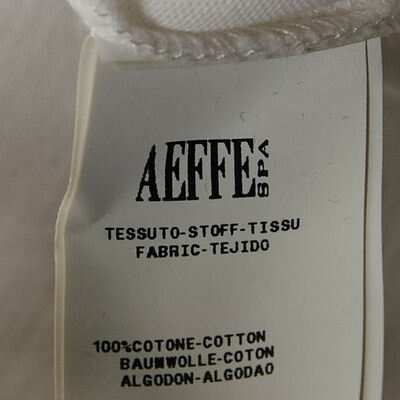 AEFFE SPA
TESSUTO-STOFF-TISSU
FABRIC-TEJIDO
100%COTONE-COTTON
BAUMWOLLE-COTON
ALGODON-ALGODAO